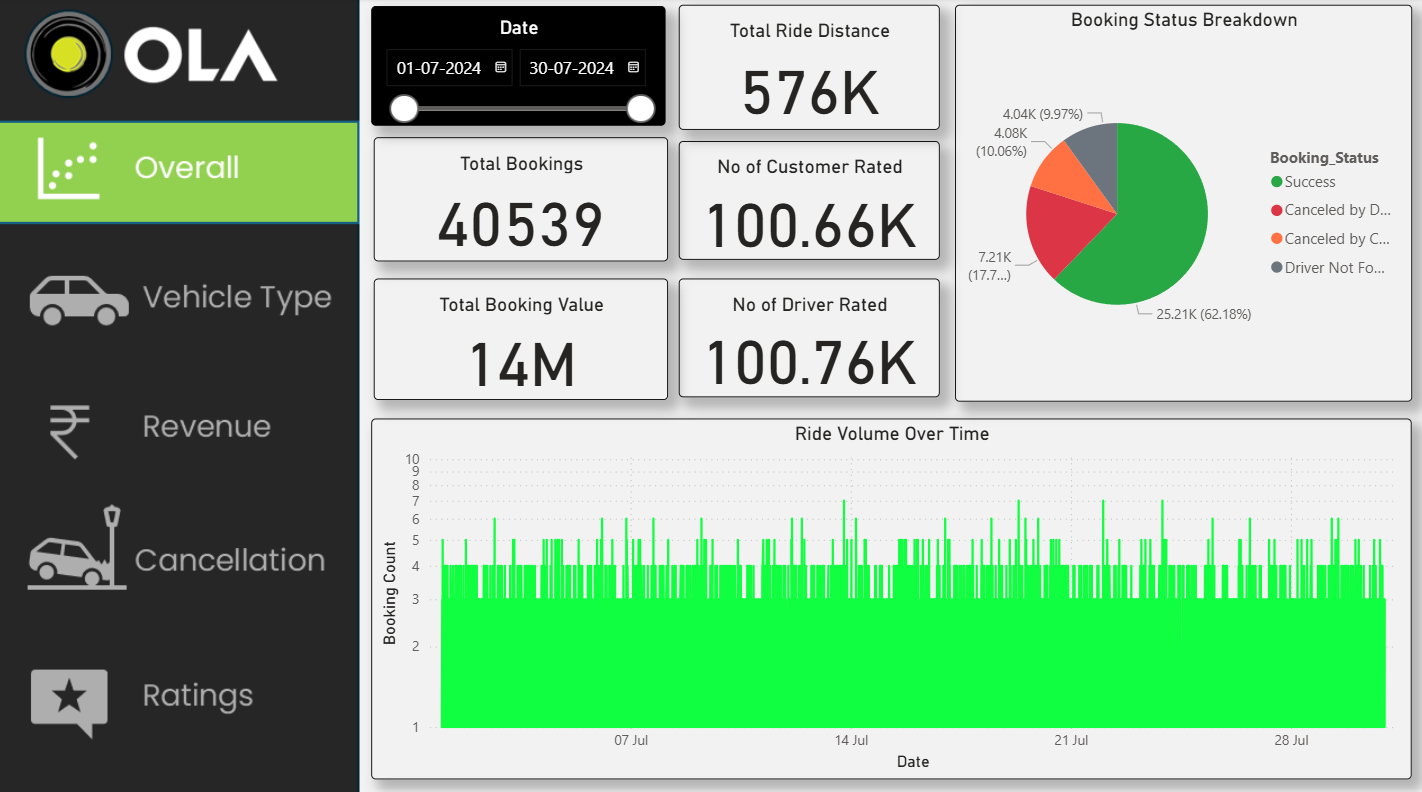 OLA
Overall
Vehicle Type
Revenue
Cancellation
Ratings
Date
01-07-2024
30-07-2024
Total Ride Distance
576K
Total Bookings
40539
No of Customer Rated
100.66K
Total Booking Value
14M
No of Driver Rated
100.76K
Booking Status Breakdown
4.04K (9.97%)
4.08K
(10.06%)
7.21K
(17.7...)
25.21K (62.18%)
Booking_Status
Success
Canceled by D...
Canceled by C...
Driver Not Fo...
Ride Volume Over Time
Booking Count
10
9
8
7
6
5
4
3
2
1
07 Jul
14 Jul
21 Jul
28 Jul
Date